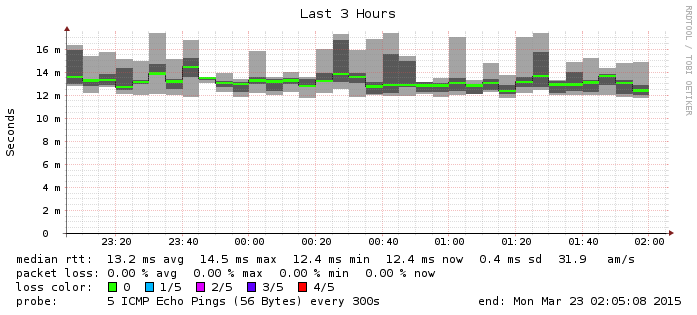 Last 3 Hours
RRDTOOL / TOBI OETIKER
Seconds
16 m
14 m
12 m
10 m
8 m
6 m
4 m
2 m
0
23:20 23:40 00:00 00:20 00:40 01:00 01:20 01:40 02:00
median rtt: 13.2 ms avg 14.5 ms max 12.4 ms min 12.4 ms now 0.4 ms sd 31.9 am/s
packet loss: 0.00 % avg 0.00 % max 0.00 % min 0.00 % now
loss color: 0 1/5 2/5 3/5 4/5
probe: 5 ICMP Echo Pings (56 Bytes) every 300s end: Mon Mar 23 02:05:08 2015